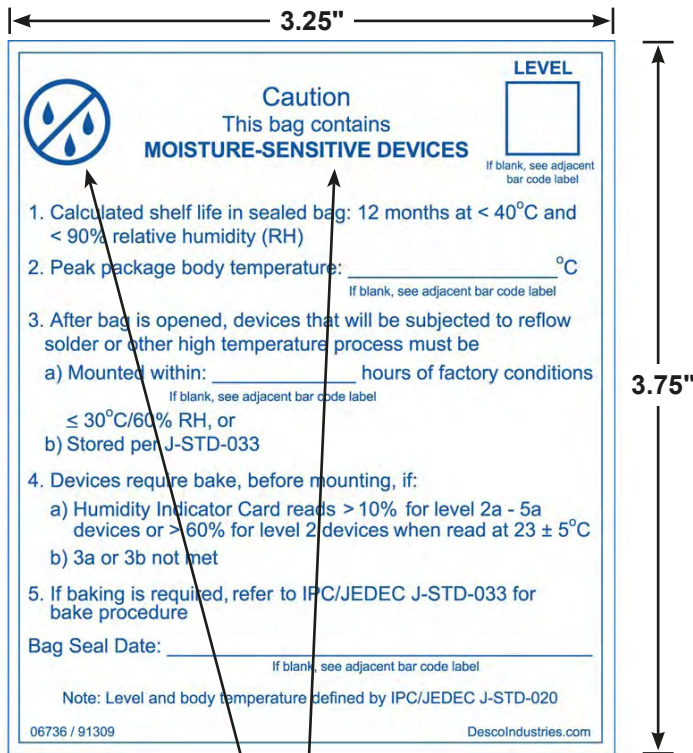 3.25"
LEVEL
Caution
This bag contains
MOISTURE-SENSITIVE DEVICES
If blank, see adjacent
bar code label
1. Calculated shelf life in sealed bag: 12 months at < 40°C and
< 90% relative humidity (RH)
2. Peak package body temperature: ____________________°C
If blank, see adjacent bar code label
3. After bag is opened, devices that will be subjected to reflow
solder or other high temperature process must be
a) Mounted within: ______________ hours of factory conditions
If blank, see adjacent bar code label
3.75"
≤ 30°C/60% RH, or
b) Stored per J-STD-033
4. Devices require bake, before mounting, if:
a) Humidity Indicator Card reads > 10% for level 2a - 5a
devices or > 60% for level 2 devices when read at 23 ± 5°C
b) 3a or 3b not met
5. If baking is required, refer to IPC/JEDEC J-STD-033 for
bake procedure
Bag Seal Date: ____________________
If blank, see adjacent bar code label
Note: Level and body temperature defined by IPC/JEDEC J-STD-020
06736 / 91309
DescoIndustries.com